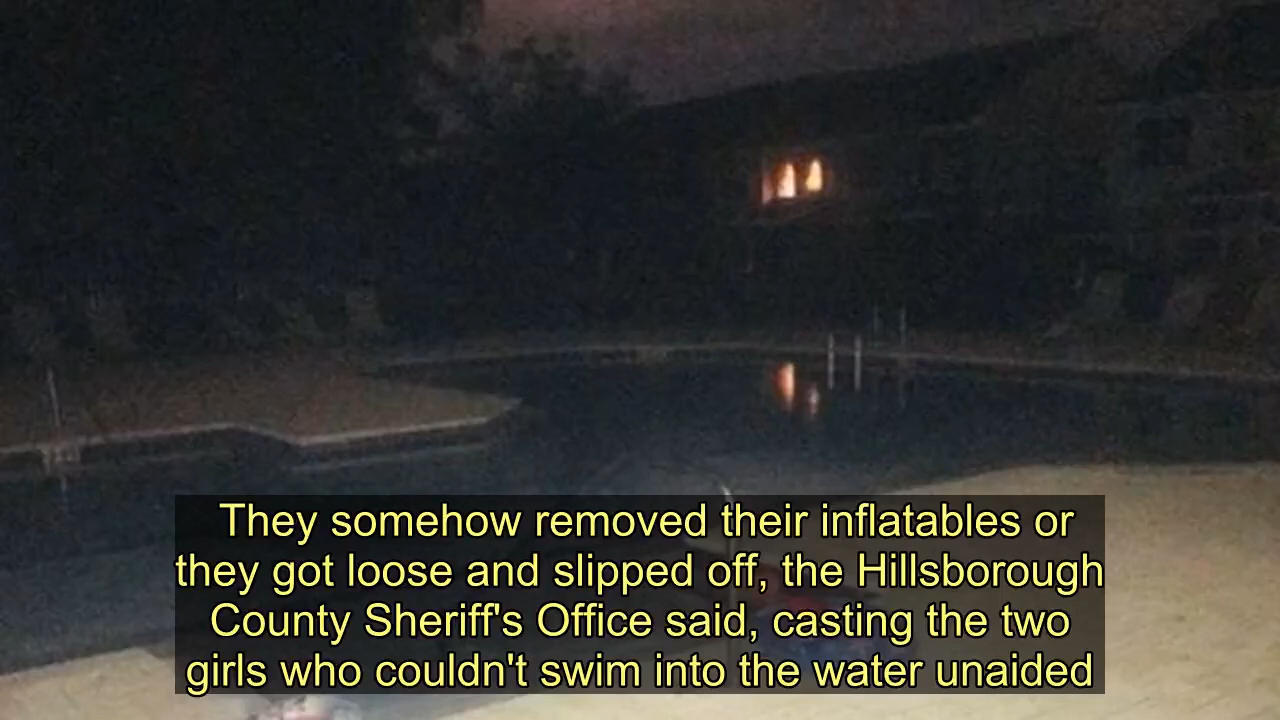 They somehow removed their inflatables or
they got loose and slipped off, the Hillsborough
County Sheriff's Office said, casting the two
girls who couldn't swim into the water unaided